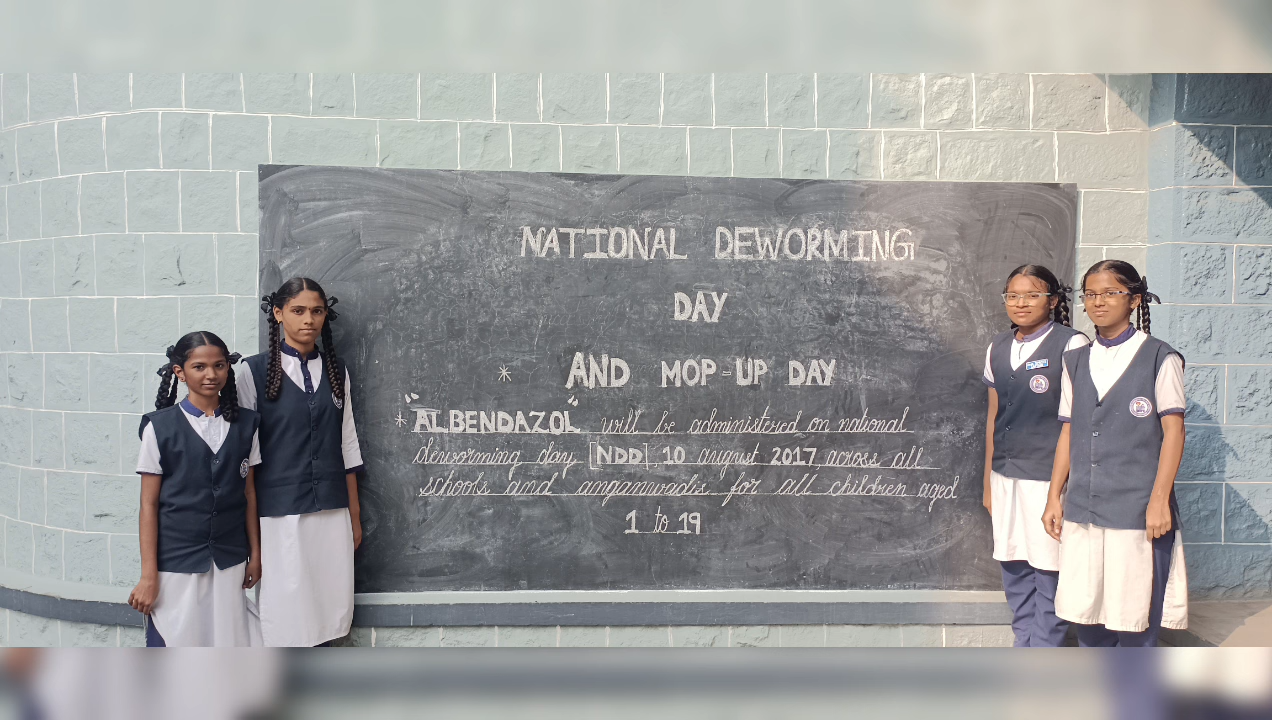 NATIONAL DEWORMING
DAY
* AND MOP-UP DAY
* "ALBENDAZOL" will be administered on national
deworming day [NDD], 10 august 2017, across all
schools and anganwadis for all children aged
1 to 19